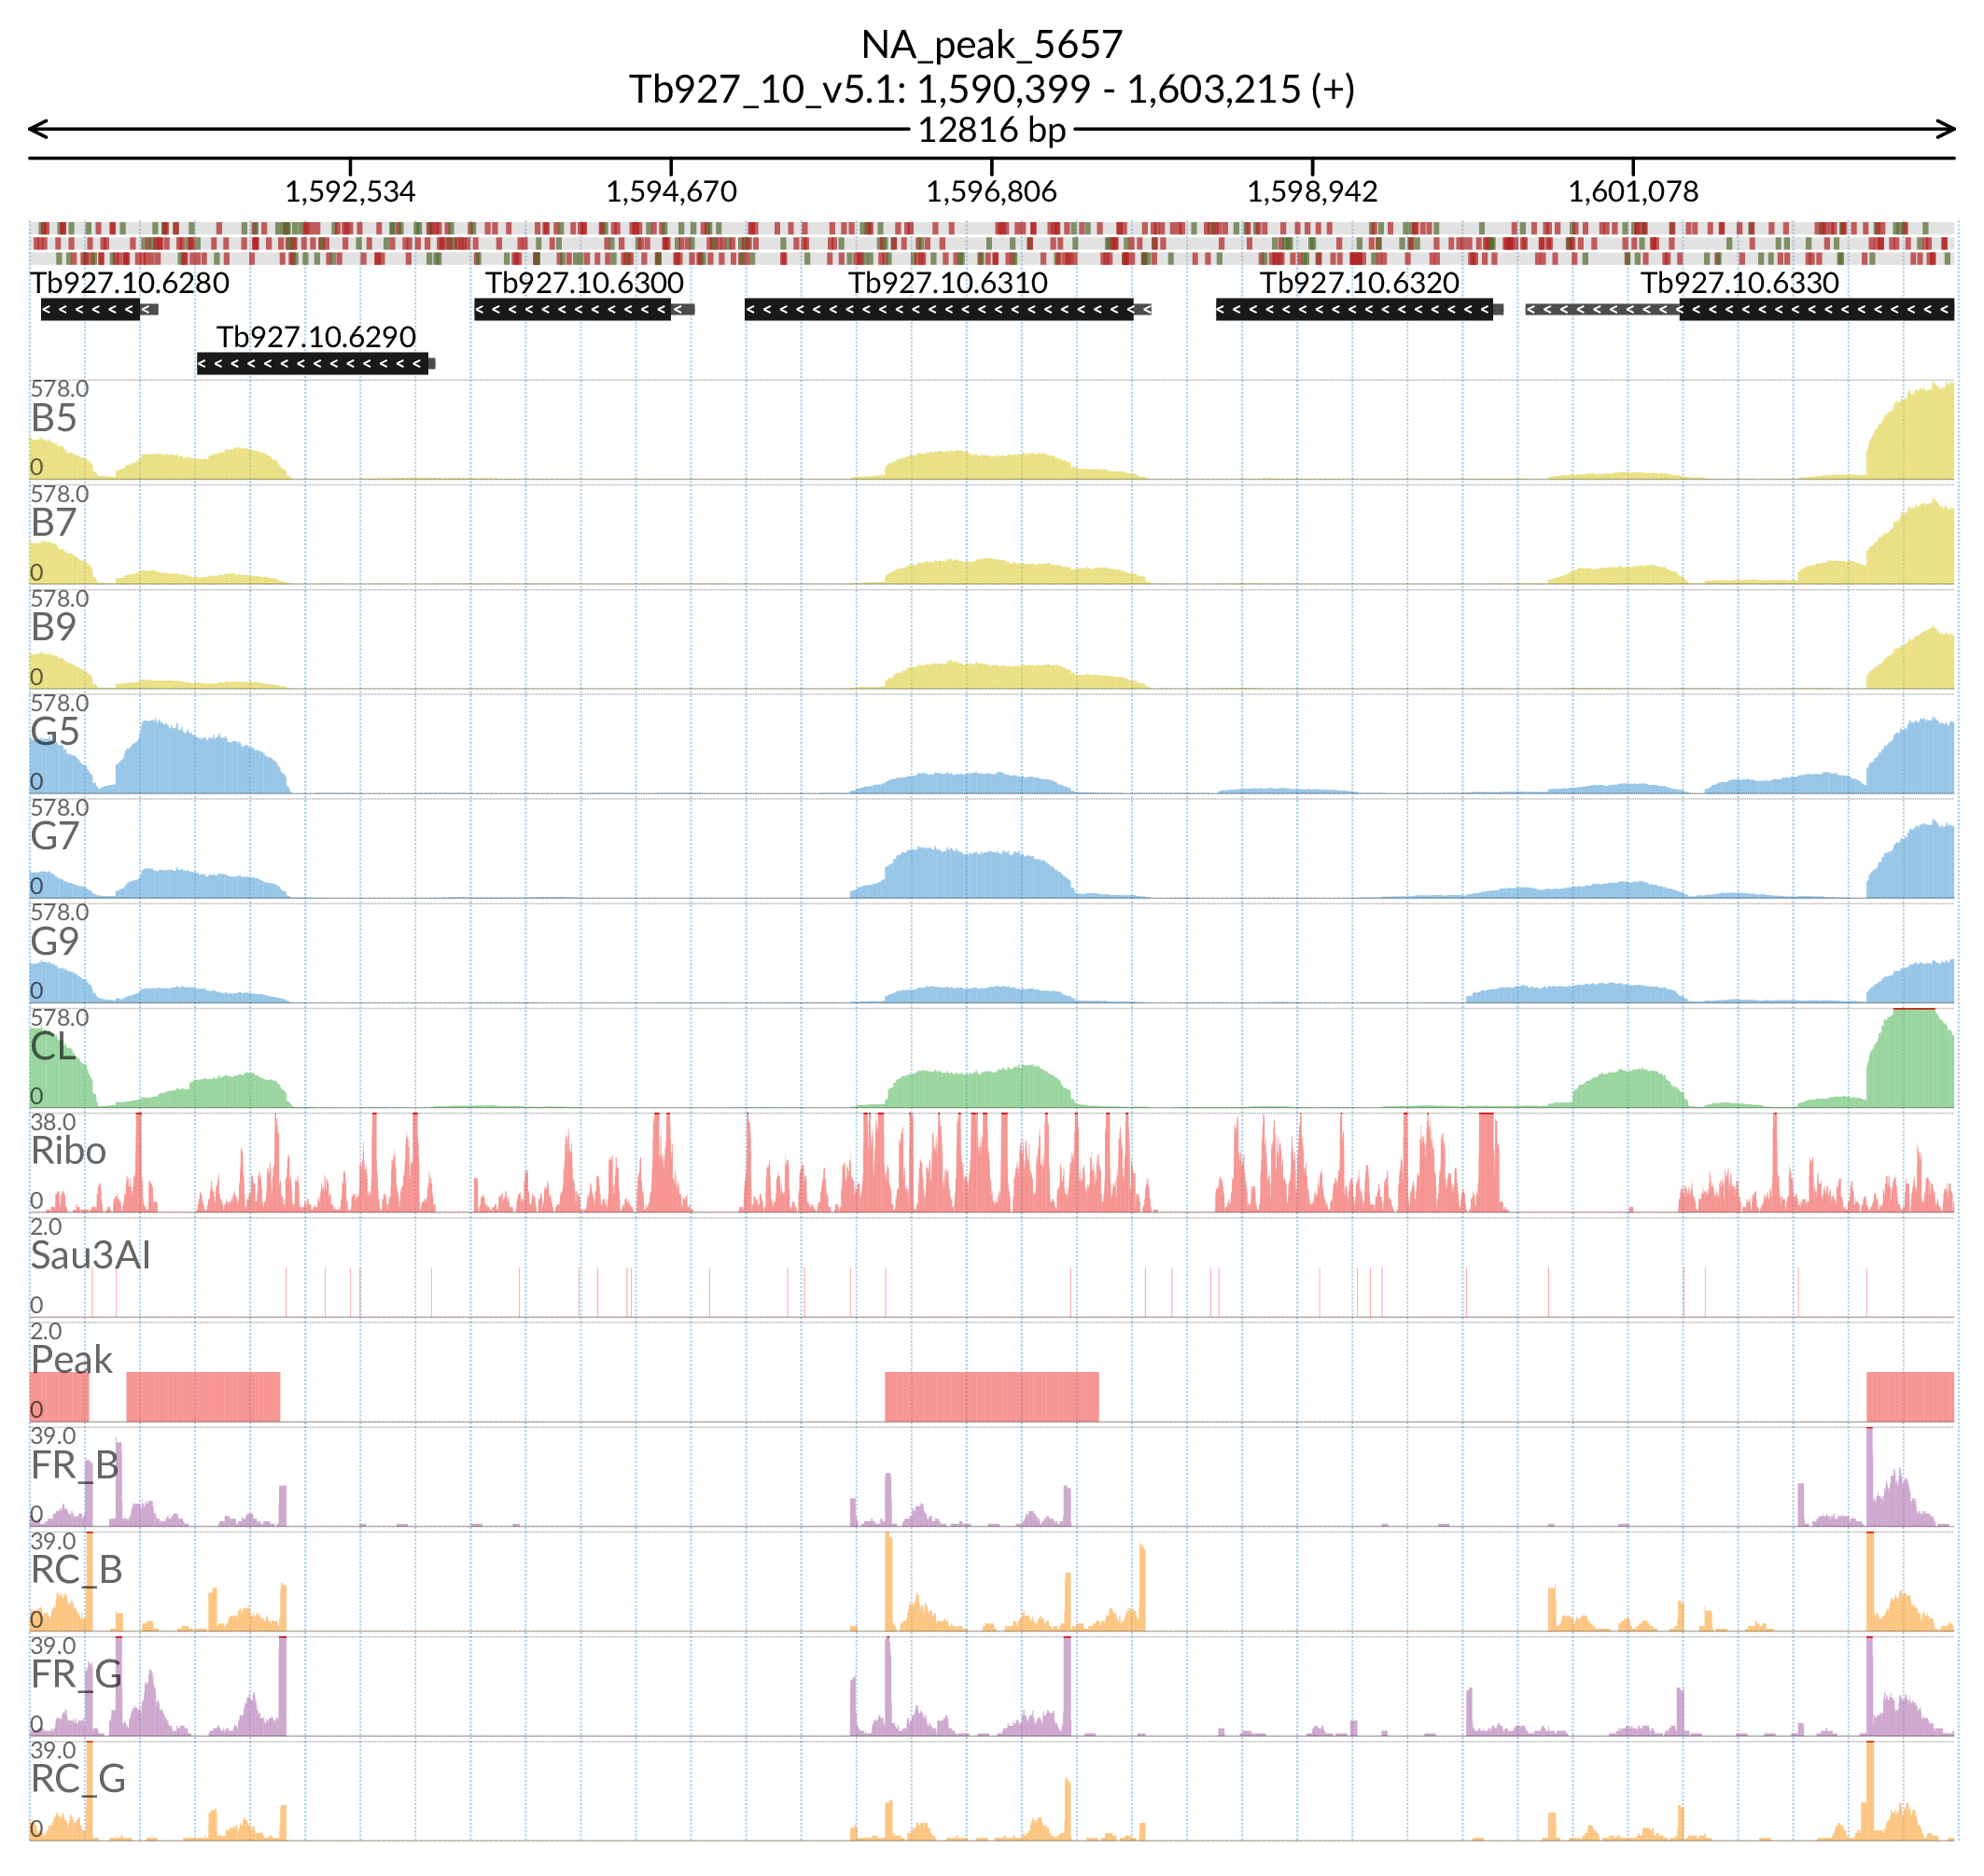 NA_peak_5657
Tb927_10_v5.1: 1,590,399 - 1,603,215 (+)
12816 bp
1,592,534 1,594,670 1,596,806 1,598,942 1,601,078
Tb927.10.6280 Tb927.10.6300 Tb927.10.6310 Tb927.10.6320 Tb927.10.6330
Tb927.10.6290
578.0
B5
0
578.0
B7
0
578.0
B9
0
578.0
G5
0
578.0
G7
0
578.0
G9
0
578.0
CL
0
38.0
Ribo
0
2.0
Sau3AI
0
2.0
Peak
0
39.0
FR_B
0
39.0
RC_B
0
39.0
FR_G
0
39.0
RC_G
0